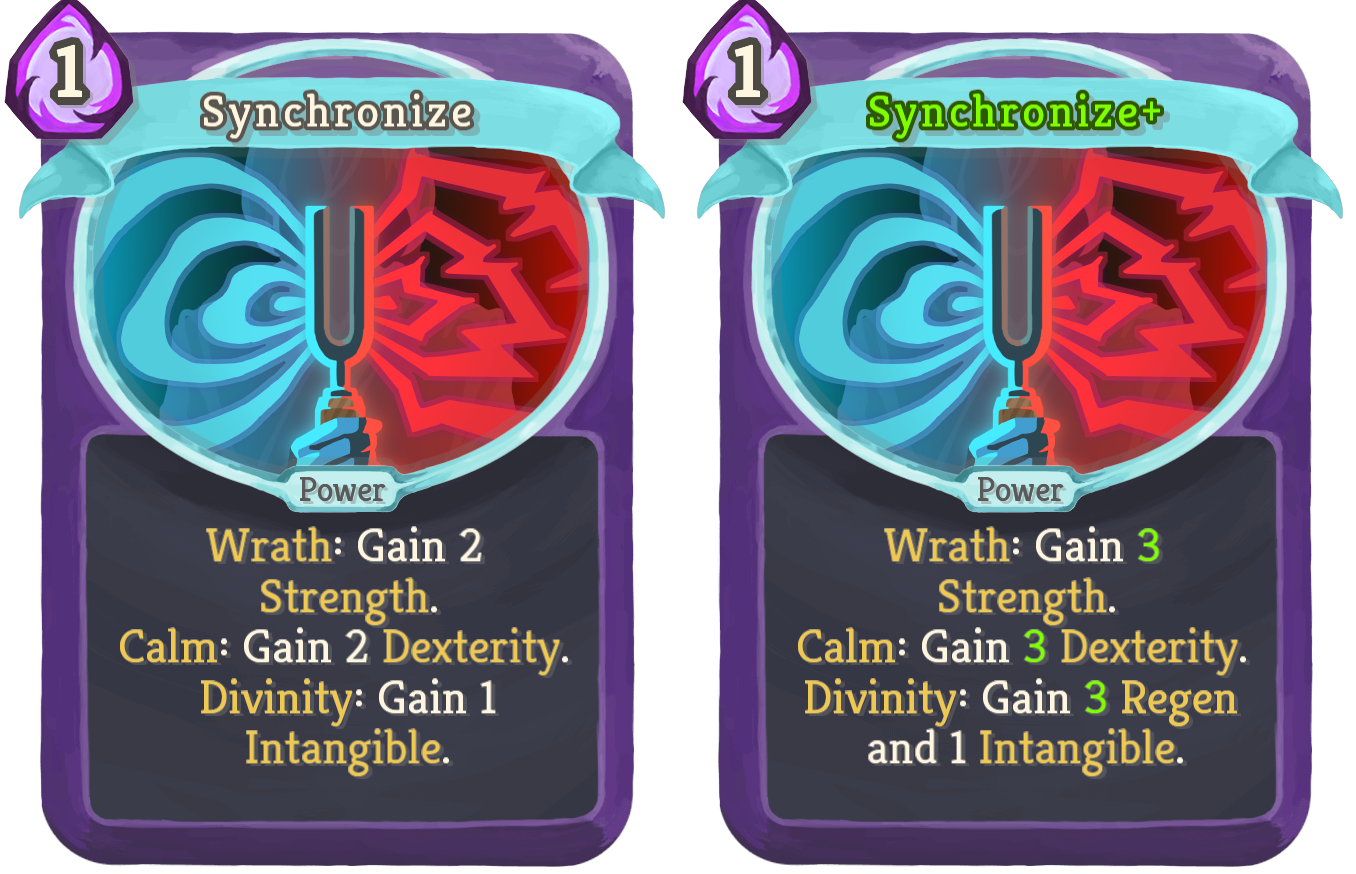 1
Synchronize
Power
Wrath: Gain 2
Strength.
Calm: Gain 2 Dexterity.
Divinity: Gain 1
Intangible.
1
Synchronize+
Power
Wrath: Gain 3
Strength.
Calm: Gain 3 Dexterity.
Divinity: Gain 3 Regen
and 1 Intangible.